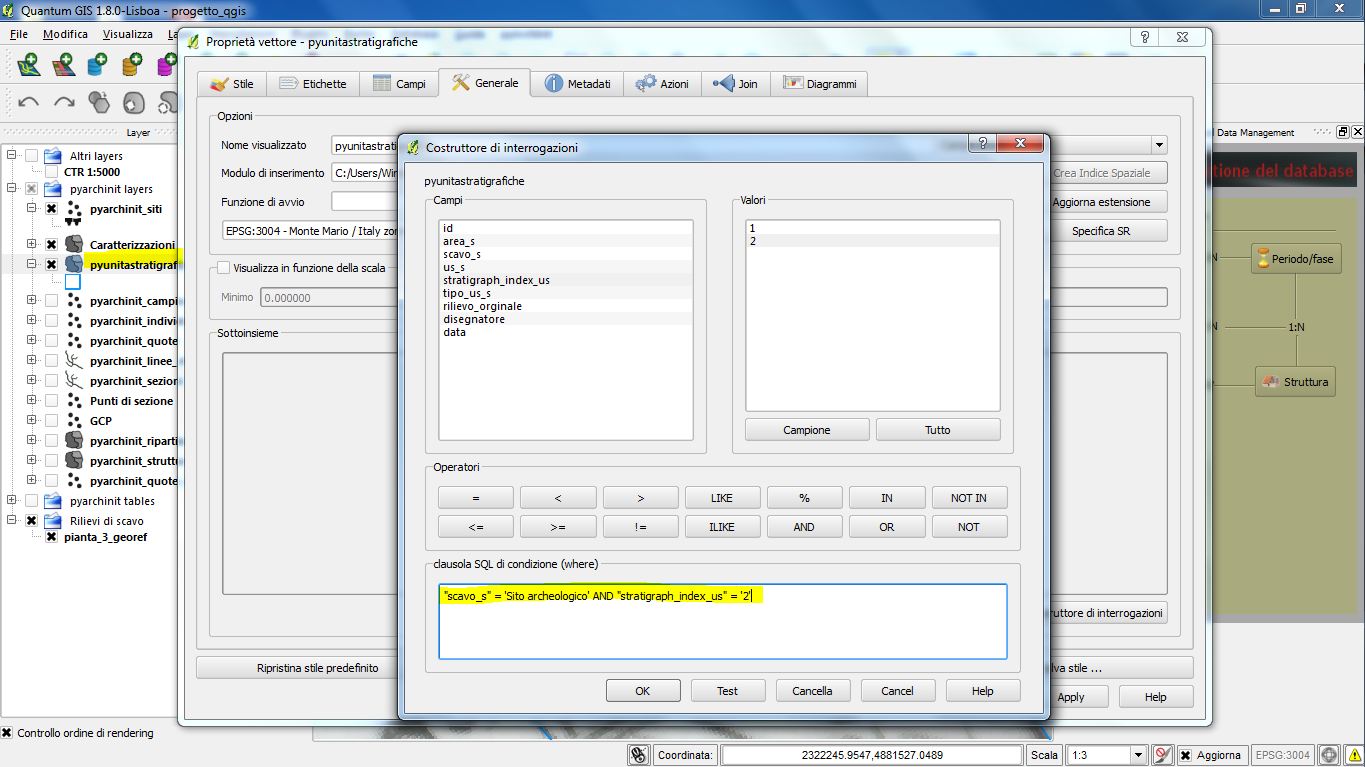 Quantum GIS 1.8.0-Lisboa - progetto_qgis
File Modifica Visualizza
Proprietà vettore - pyunitastratigrafiche
Stile Etichette Campi Generale Metadati Azioni Join Diagrammi
Layer
Altri layers
CTR 1:5000
pyarchinit layers
pyarchinit_siti
Caratterizzazioni
pyunitastratigraf
pyarchinit_campi
pyarchinit_indivi
pyarchinit_quote
pyarchinit_linee_
pyarchinit_sezion
Punti di sezione
GCP
pyarchinit_riparti
pyarchinit_struttu
pyarchinit_quote
pyarchinit tables
Rilievi di scavo
pianta_3_georef
Controllo ordine di rendering
Opzioni
Nome visualizzato pyunitastrati
Modulo di inserimento C:/Users/Win
Funzione di avvio
EPSG:3004 - Monte Mario / Italy zon
Visualizza in funzione della scala
Minimo 0.000000
Sottoinsieme
Ripristina stile predefinito
Crea Indice Spaziale
Aggiorna estensione
Specifica SR
ruttore di interrogazioni
lva stile ...
Apply Help
Costruttore di interrogazioni
pyunitastratigrafiche
Campi
id
area_s
scavo_s
us_s
stratigraph_index_us
tipo_us_s
rilievo_orginale
disegnatore
data
Valori
1
2
Campione Tutto
Operatori
= < > LIKE % IN NOT IN
<= >= != ILIKE AND OR NOT
clausola SQL di condizione (where)
"scavo_s" = 'Sito archeologico' AND "stratigraph_index_us" = '2'
OK Test Cancella Cancel Help
Data Management
tione del database
N Periodo/fase
N 1:N
Struttura
Coordinata: 2322245.9547,4881527.0489 Scala 1:3 Aggiorna EPSG:3004